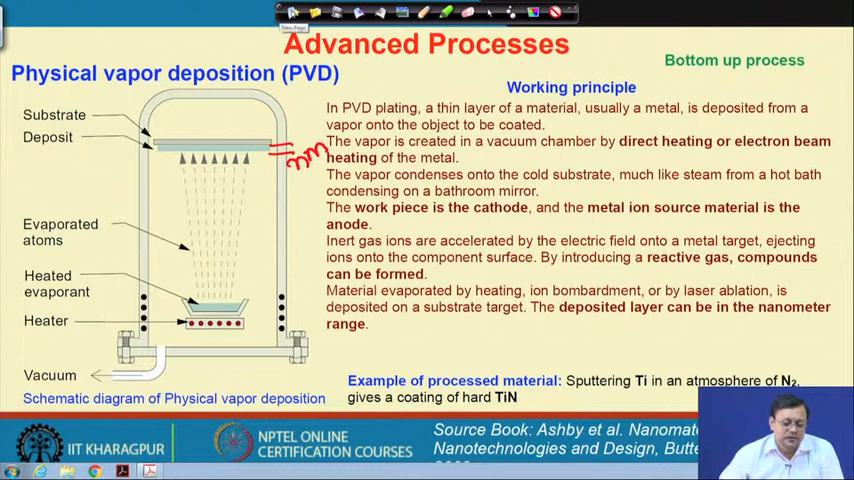 New Page
Advanced Processes
Bottom up process
Physical vapor deposition (PVD)
Working principle
Substrate
Deposit
nm
Evaporated
atoms
Heated
evaporant
Heater
Vacuum
Schematic diagram of Physical vapor deposition
In PVD plating, a thin layer of a material, usually a metal, is deposited from a
vapor onto the object to be coated.
The vapor is created in a vacuum chamber by direct heating or electron beam
heating of the metal.
The vapor condenses onto the cold substrate, much like steam from a hot bath
condensing on a bathroom mirror.
The work piece is the cathode, and the metal ion source material is the
anode.
Inert gas ions are accelerated by the electric field onto a metal target, ejecting
ions onto the component surface. By introducing a reactive gas, compounds
can be formed.
Material evaporated by heating, ion bombardment, or by laser ablation, is
deposited on a substrate target. The deposited layer can be in the nanometer
range.
Example of processed material: Sputtering Ti in an atmosphere of N₂,
gives a coating of hard TiN
IIT KHARAGPUR
NPTEL ONLINE
CERTIFICATION COURSES
Source Book: Ashby et al. Nanomat
Nanotechnologies and Design, Butte